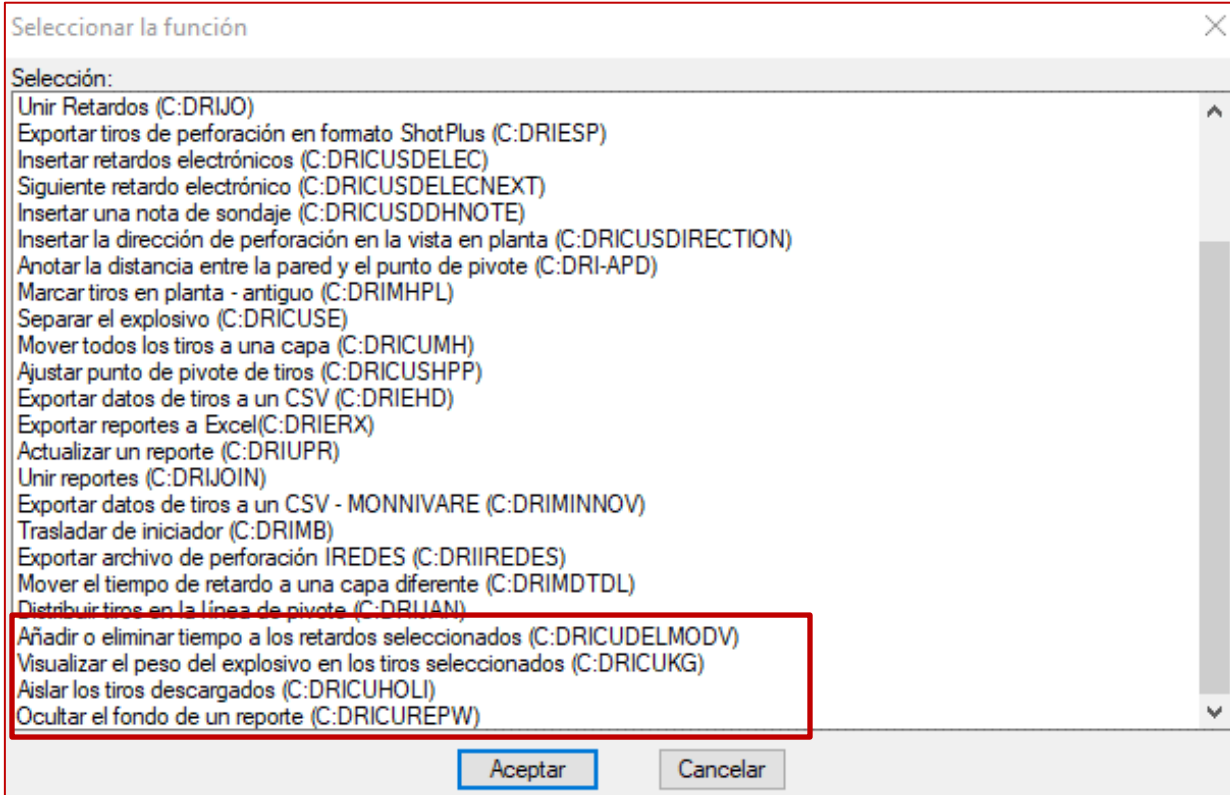 Seleccionar la función
Selección:
Unir Retardos (C:DRIJO)
Exportar tiros de perforación en formato ShotPlus (C:DRIESP)
Insertar retardos electrónicos (C:DRICUSDELEC)
Siguiente retardo electrónico (C:DRICUSDELECNEXT)
Insertar una nota de sondaje (C:DRICUSDDHNOTE)
Insertar la dirección de perforación en la vista en planta (C:DRICUSDIRECTION)
Anotar la distancia entre la pared y el punto de pivote (C:DRI-APD)
Marcar tiros en planta - antiguo (C:DRIMHPL)
Separar el explosivo (C:DRICUSE)
Mover todos los tiros a una capa (C:DRICUMH)
Ajustar punto de pivote de tiros (C:DRICUSHPP)
Exportar datos de tiros a un CSV (C:DRIEHD)
Exportar reportes a Excel(C:DRIERX)
Actualizar un reporte (C:DRIUPR)
Unir reportes (C:DRIJOIN)
Exportar datos de tiros a un CSV - MONNIVARE (C:DRIMINNOV)
Trasladar de iniciador (C:DRIMB)
Exportar archivo de perforación IREDES (C:DRIIREDES)
Mover el tiempo de retardo a una capa diferente (C:DRIMDTDL)
Distribuir tiros en la línea de pivote (C:DRIJAN)
Añadir o eliminar tiempo a los retardos seleccionados (C:DRICUDELMODV)
Visualizar el peso del explosivo en los tiros seleccionados (C:DRICUKG)
Aislar los tiros descargados (C:DRICUHOLI)
Ocultar el fondo de un reporte (C:DRICUREPW)
Aceptar Cancelar